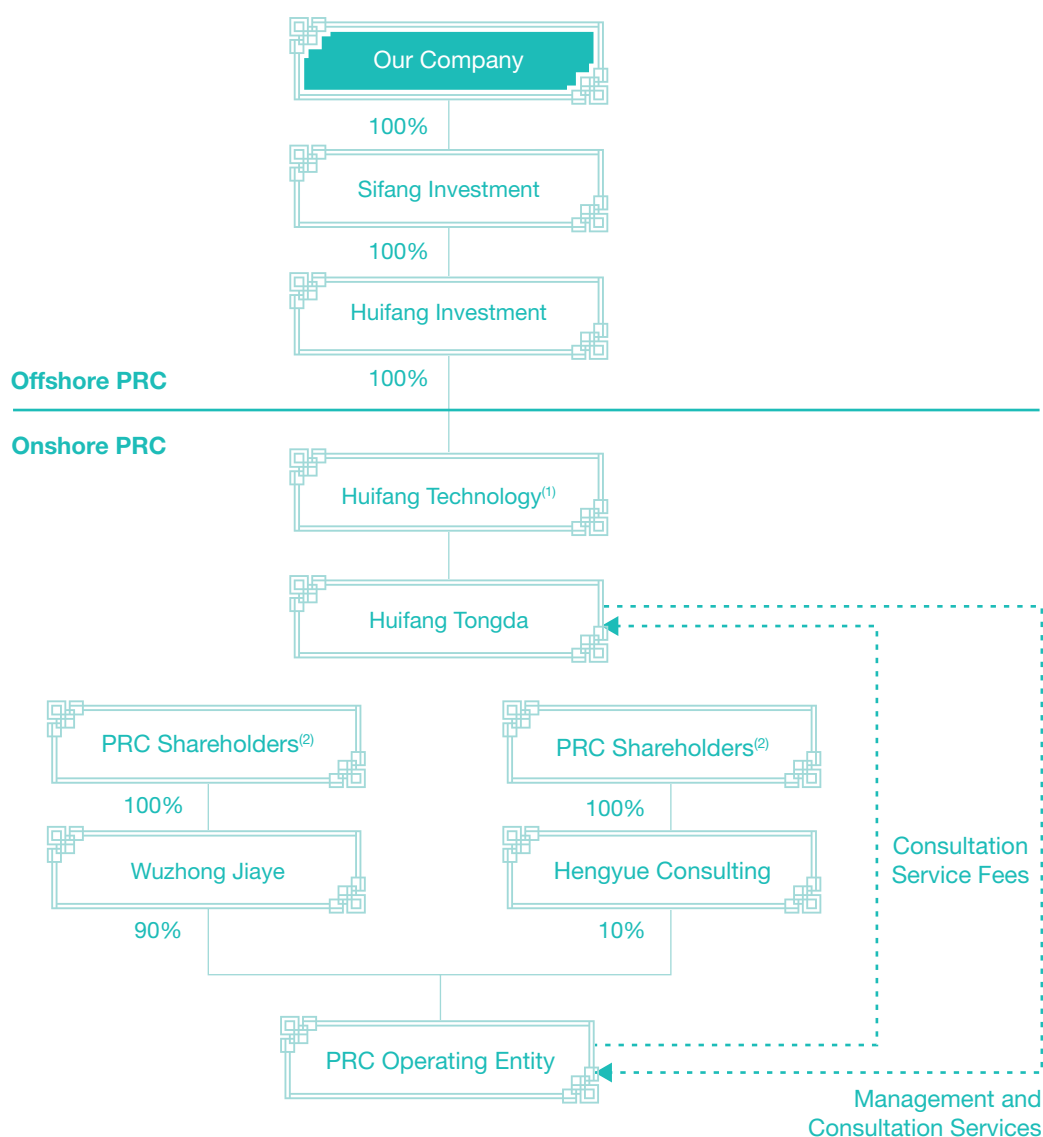 Our Company
100%
Sifang Investment
100%
Huifang Investment
100%
Offshore PRC
Onshore PRC
Huifang Technology(1)
Huifang Tongda
PRC Shareholders(2)
PRC Shareholders(2)
100%
100%
Wuzhong Jiaye
Hengyue Consulting
Consultation
Service Fees
90%
10%
PRC Operating Entity
Management and
Consultation Services